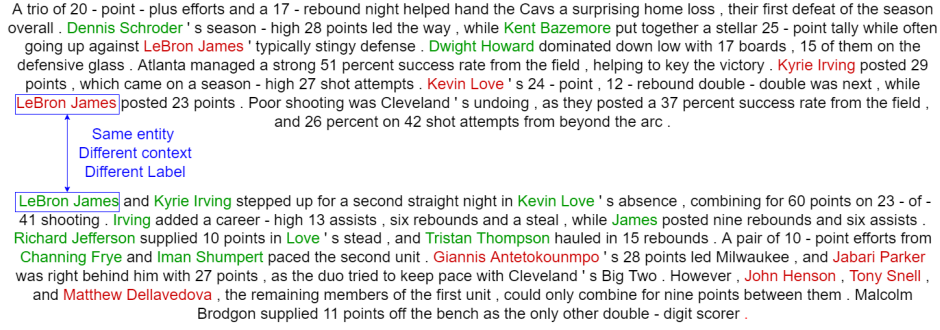 A trio of 20 - point - plus efforts and a 17 - rebound night helped hand the Cavs a surprising home loss , their first defeat of the season
overall . Dennis Schroder ' s season - high 28 points led the way , while Kent Bazemore put together a stellar 25 - point tally while often
going up against LeBron James ' typically stingy defense . Dwight Howard dominated down low with 17 boards , 15 of them on the
defensive glass . Atlanta managed a strong 51 percent success rate from the field , helping to key the victory . Kyrie Irving posted 29
points , which came on a season - high 27 shot attempts . Kevin Love ' s 24 - point , 12 - rebound double - double was next , while
LeBron James posted 23 points . Poor shooting was Cleveland ' s undoing , as they posted a 37 percent success rate from the field ,
and 26 percent on 42 shot attempts from beyond the arc .
Same entity
Different context
Different Label
LeBron James and Kyrie Irving stepped up for a second straight night in Kevin Love ' s absence , combining for 60 points on 23 - of -
41 shooting . Irving added a career - high 13 assists , six rebounds and a steal , while James posted nine rebounds and six assists .
Richard Jefferson supplied 10 points in Love ' s stead , and Tristan Thompson hauled in 15 rebounds . A pair of 10 - point efforts from
Channing Frye and Iman Shumpert paced the second unit . Giannis Antetokounmpo ' s 28 points led Milwaukee , and Jabari Parker
was right behind him with 27 points , as the duo tried to keep pace with Cleveland ' s Big Two . However , John Henson , Tony Snell ,
and Matthew Dellavedova , the remaining members of the first unit , could only combine for nine points between them . Malcolm
Brodgon supplied 11 points off the bench as the only other double - digit scorer .